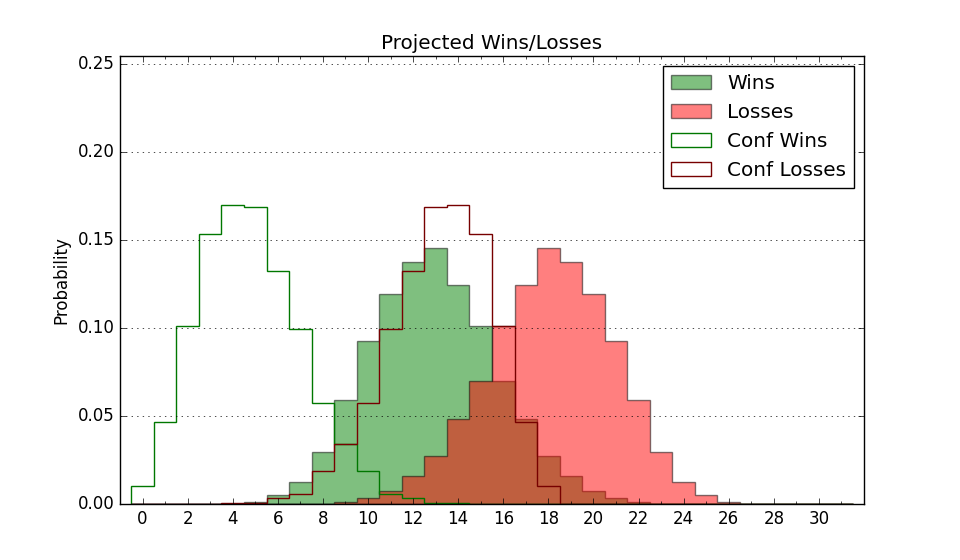 Projected Wins/Losses
Wins
Losses
Conf Wins
Conf Losses
Probability
0.25
0.20
0.15
0.10
0.05
0.00
0 2 4 6 8 10 12 14 16 18 20 22 24 26 28 30